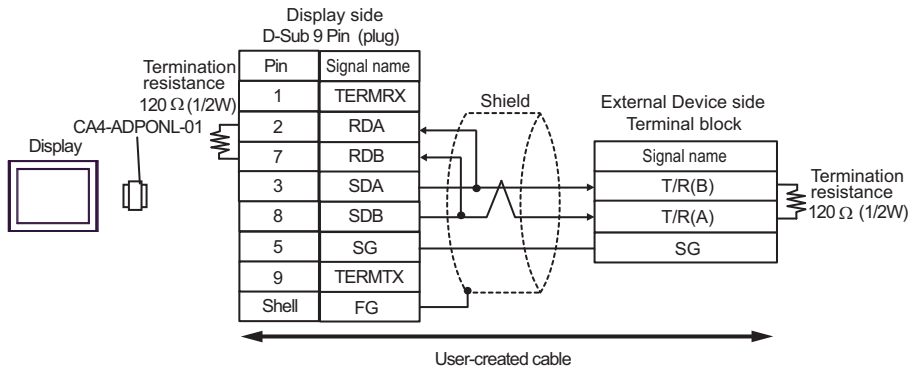 Display side
D-Sub 9 Pin (plug)
Termination
resistance
120 Ω (1/2W)
CA4-ADPONL-01
Display
Pin Signal name
1 TERMRX
2 RDA
7 RDB
3 SDA
8 SDB
5 SG
9 TERMTX
Shell FG
Shield
External Device side
Terminal block
Signal name
T/R(B)
T/R(A)
SG
Termination
resistance
120 Ω (1/2W)
User-created cable